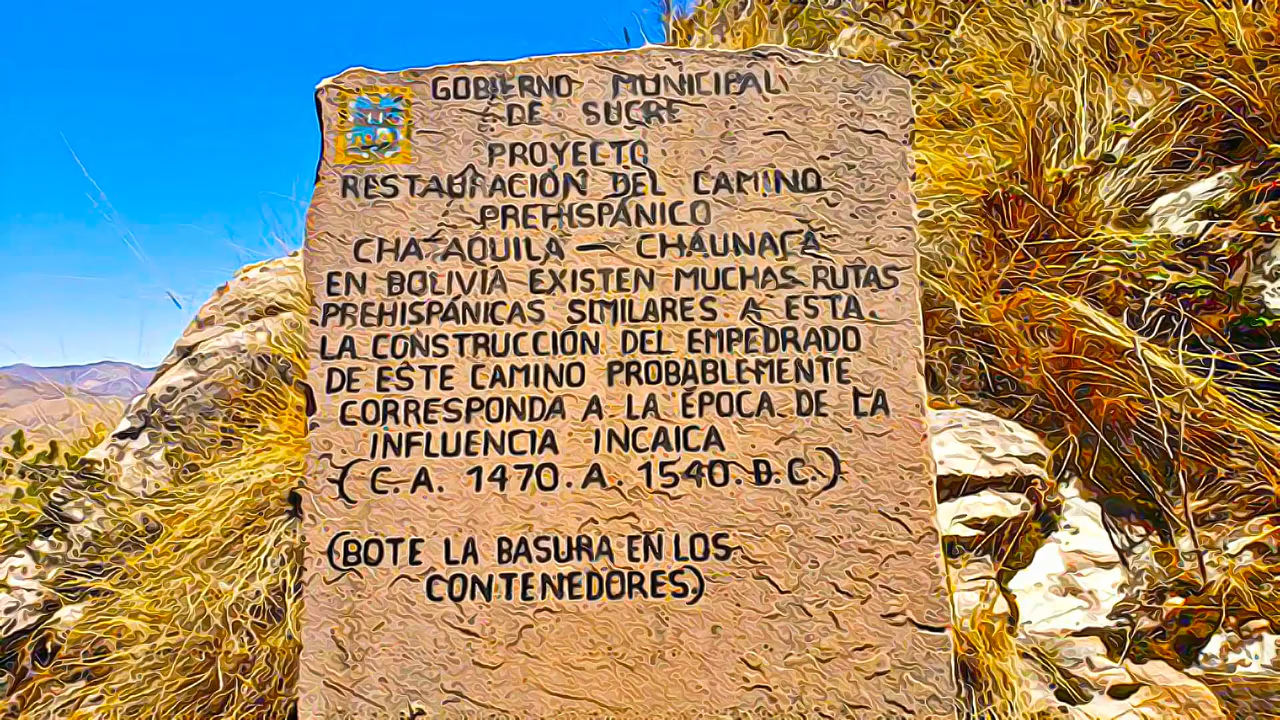 GOBIERNO MUNICIPAL
DE SUCRE
PROYECTO
RESTAURACIÓN DEL CAMINO
PREHISPÁNICO
CHATAQUILA — CHAUNACA
EN BOLIVIA EXISTEN MUCHAS RUTAS
PREHISPÁNICAS SIMILARES A ESTA.
LA CONSTRUCCIÓN DEL EMPEDRADO
DE ESTE CAMINO PROBABLEMENTE
CORRESPONDA A LA ÉPOCA DE LA
INFLUENCIA INCAICA
(C.A. 1470. A. 1540. D.C.)
(BOTE LA BASURA EN LOS
CONTENEDORES)